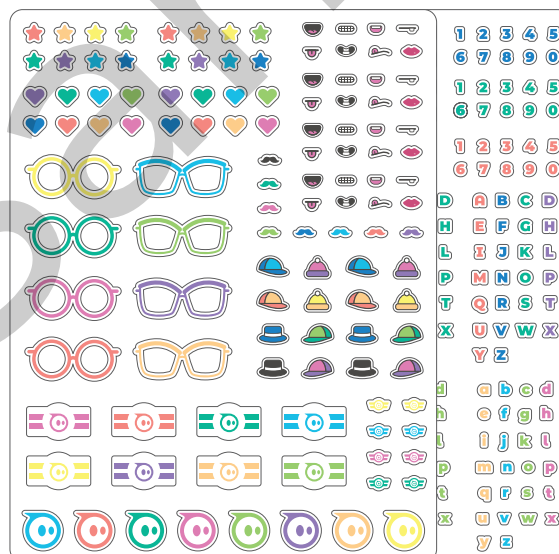 1 2 3 4 5
6 7 8 9 0
1 2 3 4 5
6 7 8 9 0
1 2 3 4 5
6 7 8 9 0
D A B C D
H E F G H
L I J K L
P M N O P
T Q R S T
X U V W X
Y Z
d a b c d
h e f g h
l i j k l
p m n o p
t q r s t
x u v w x
y z